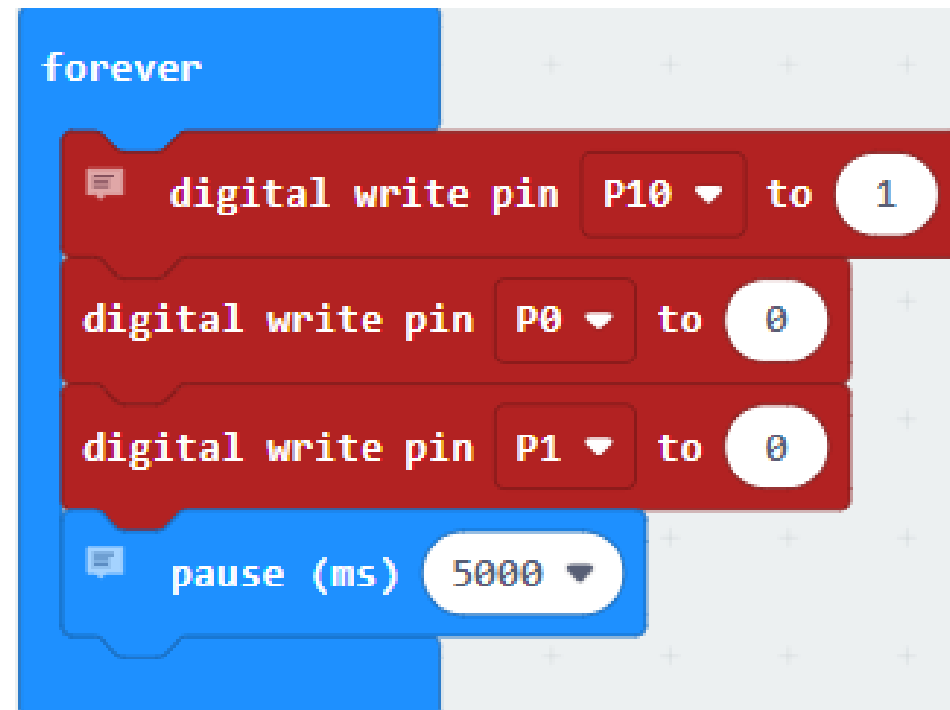 forever
digital write pin P10 to 1
digital write pin P0 to 0
digital write pin P1 to 0
pause (ms) 5000